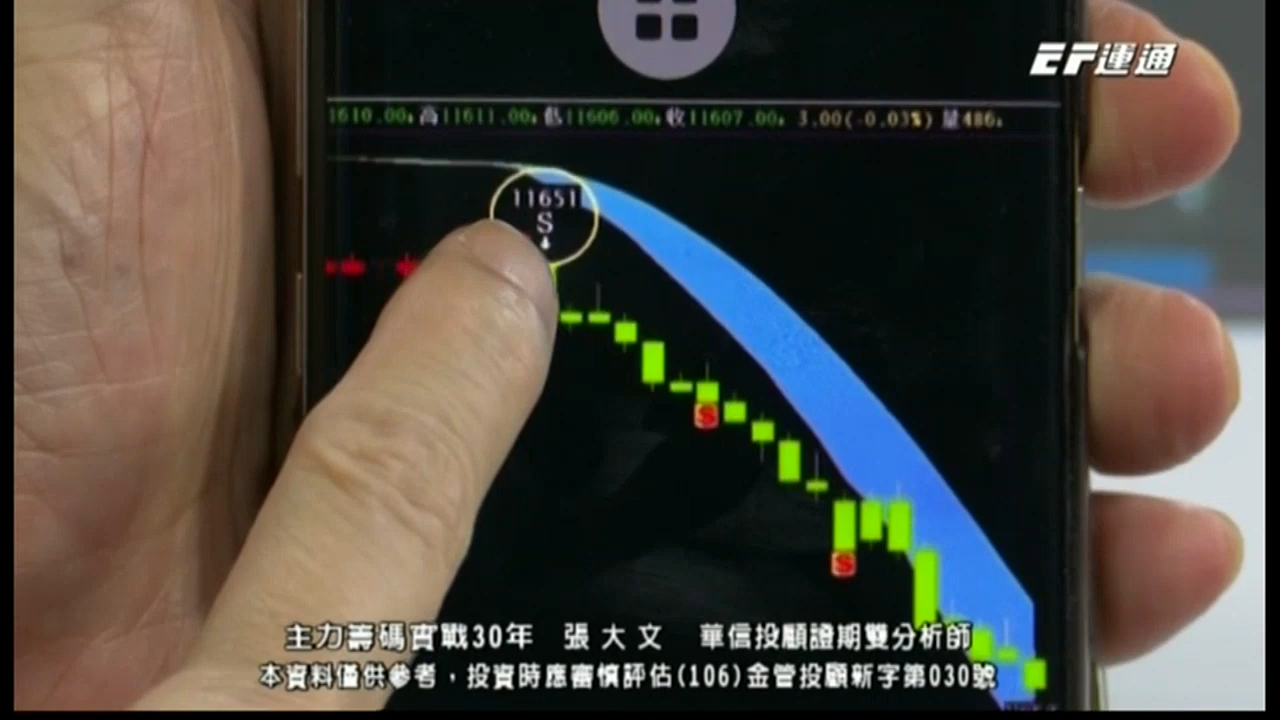 EF運通
1610.00 高11611.00 低11606.00 收11607.00 3.00(-0.03%) 量486
11651
S
S
S
主力籌碼實戰30年 張大文 華信投顧證期雙分析師
本資料僅供參考，投資時應審慎評估(106)金管投顧新字第030號